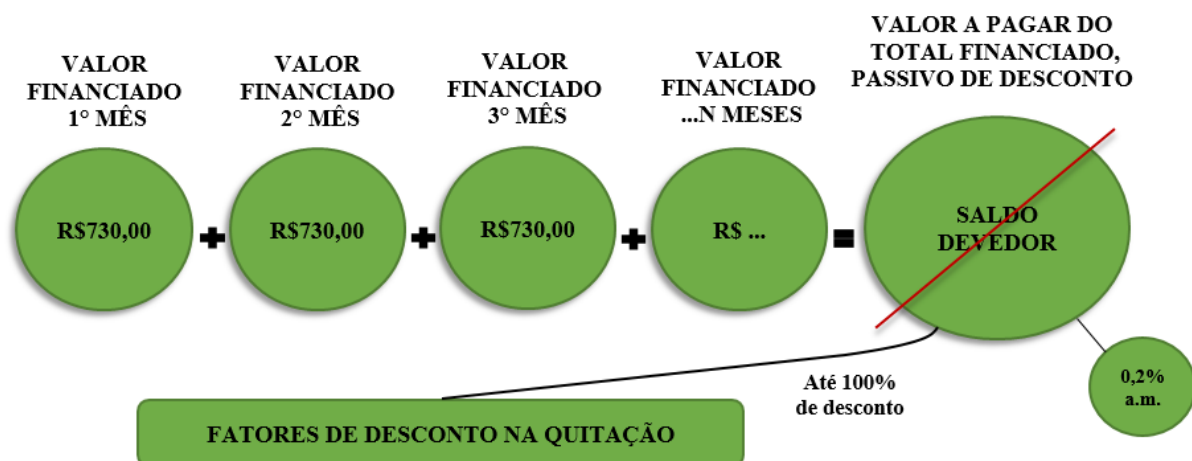 VALOR
FINANCIADO
1° MÊS
VALOR
FINANCIADO
2° MÊS
VALOR
FINANCIADO
3° MÊS
VALOR
FINANCIADO
...N MESES
VALOR A PAGAR DO
TOTAL FINANCIADO,
PASSIVO DE DESCONTO
R$730,00
+
R$730,00
+
R$730,00
+
R$ ...
=
SALDO
DEVEDOR
0,2%
a.m.
Até 100%
de desconto
FATORES DE DESCONTO NA QUITAÇÃO